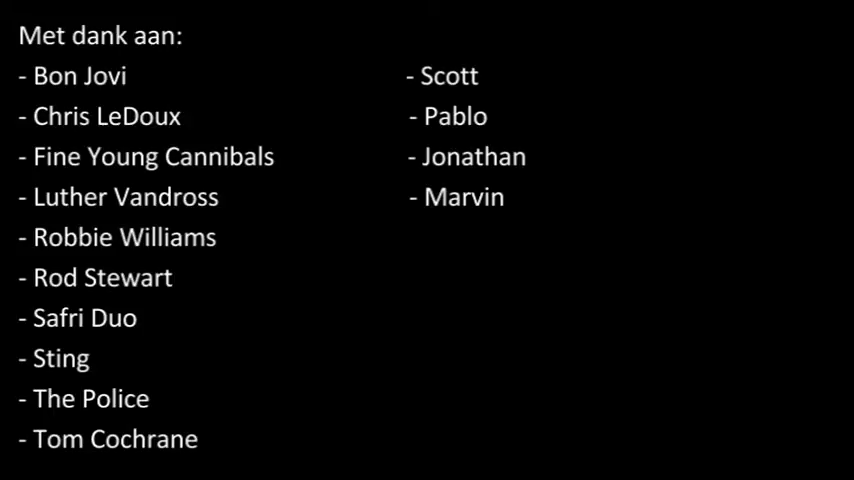 Met dank aan:
- Bon Jovi
- Chris LeDoux
- Fine Young Cannibals
- Luther Vandross
- Robbie Williams
- Rod Stewart
- Safri Duo
- Sting
- The Police
- Tom Cochrane
- Scott
- Pablo
- Jonathan
- Marvin